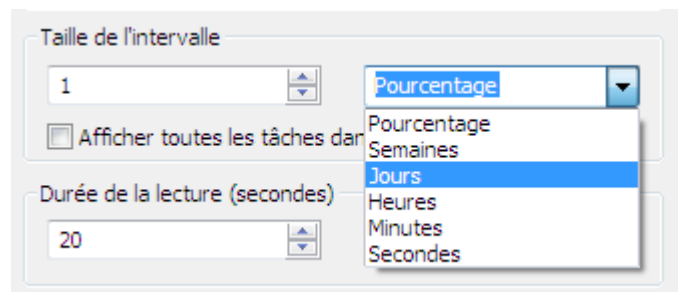 Taille de l'intervalle
1
Pourcentage
Afficher toutes les tâches
Pourcentage
Semaines
Jours
Heures
Minutes
Secondes
Durée de la lecture (secondes)
20